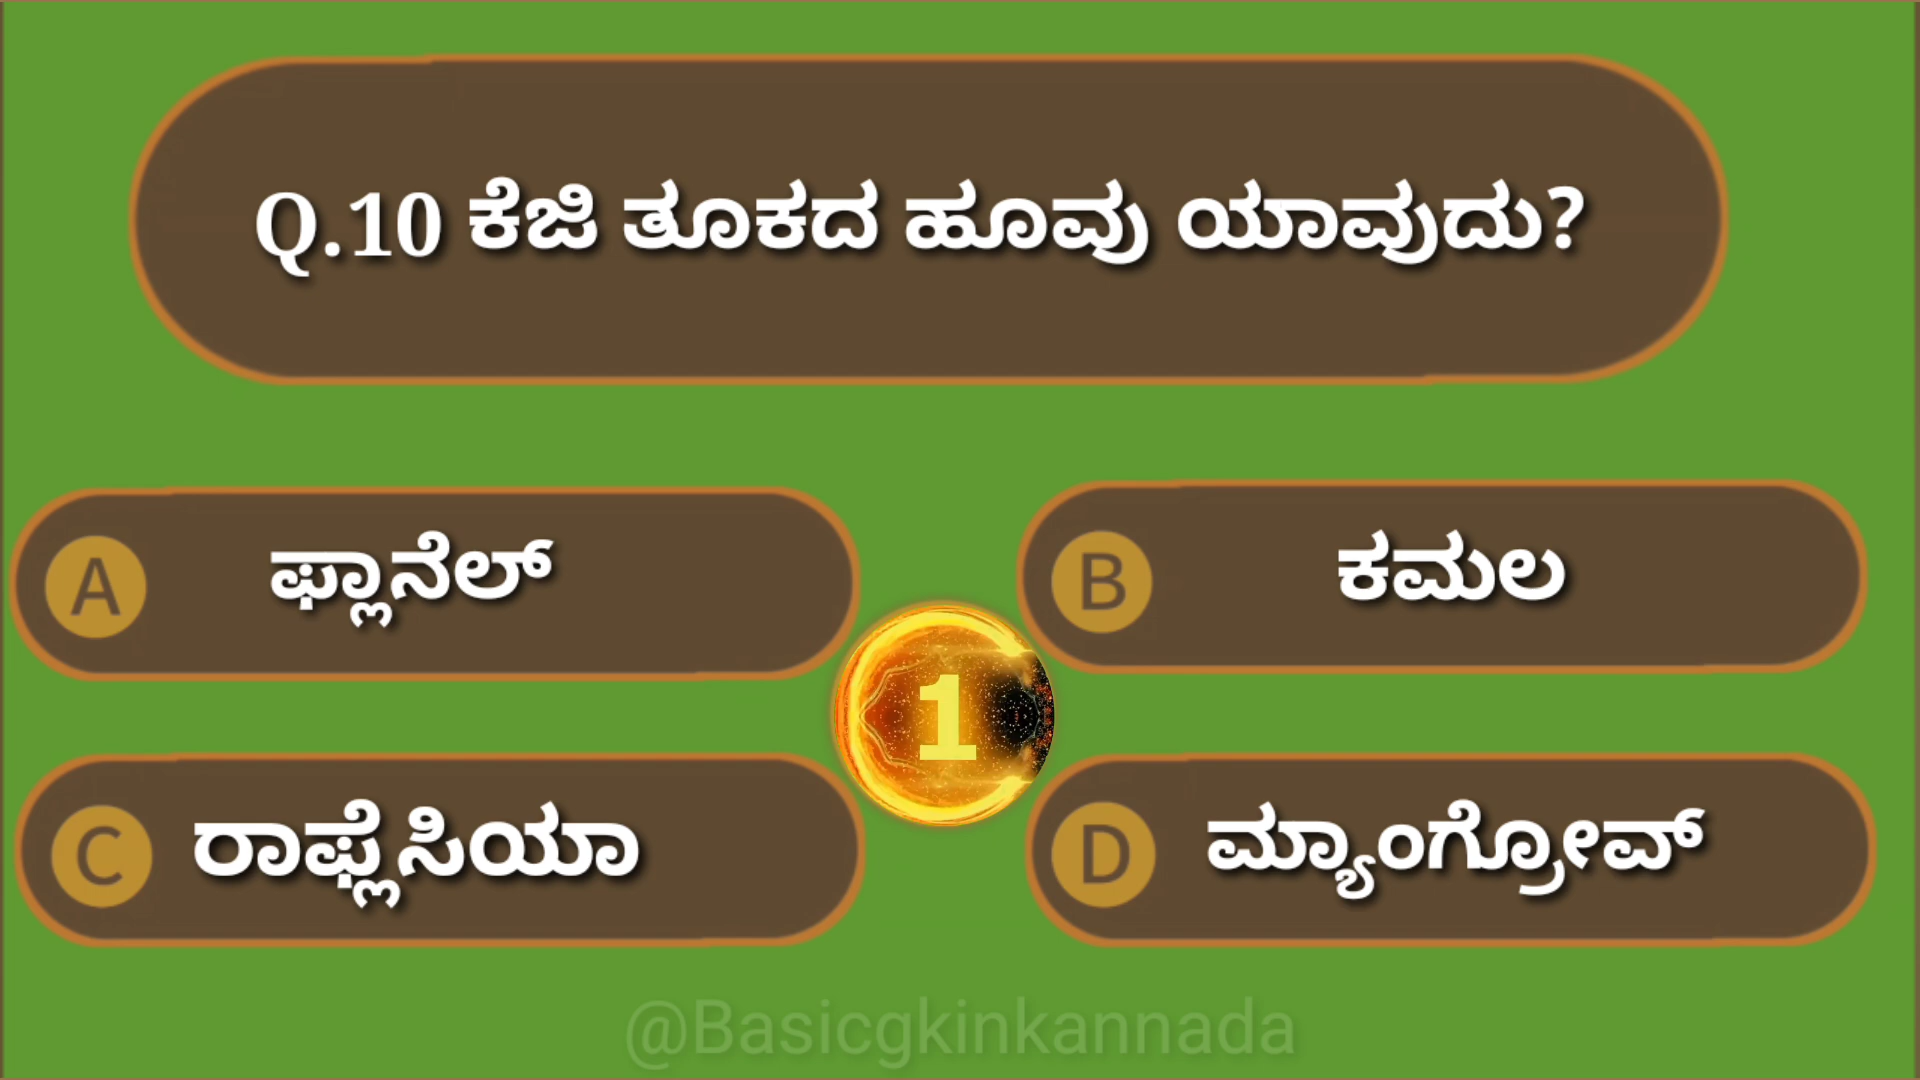 Q.10 ಕೆಜಿ ತೂಕದ ಹೂವು ಯಾವುದು?
A ಫ್ಲಾನೆಲ್
B ಕಮಲ
1
C ರಾಫ್ಲೆಸಿಯಾ
D ಮ್ಯಾಂಗ್ರೋವ್
@Basicgkinkannada